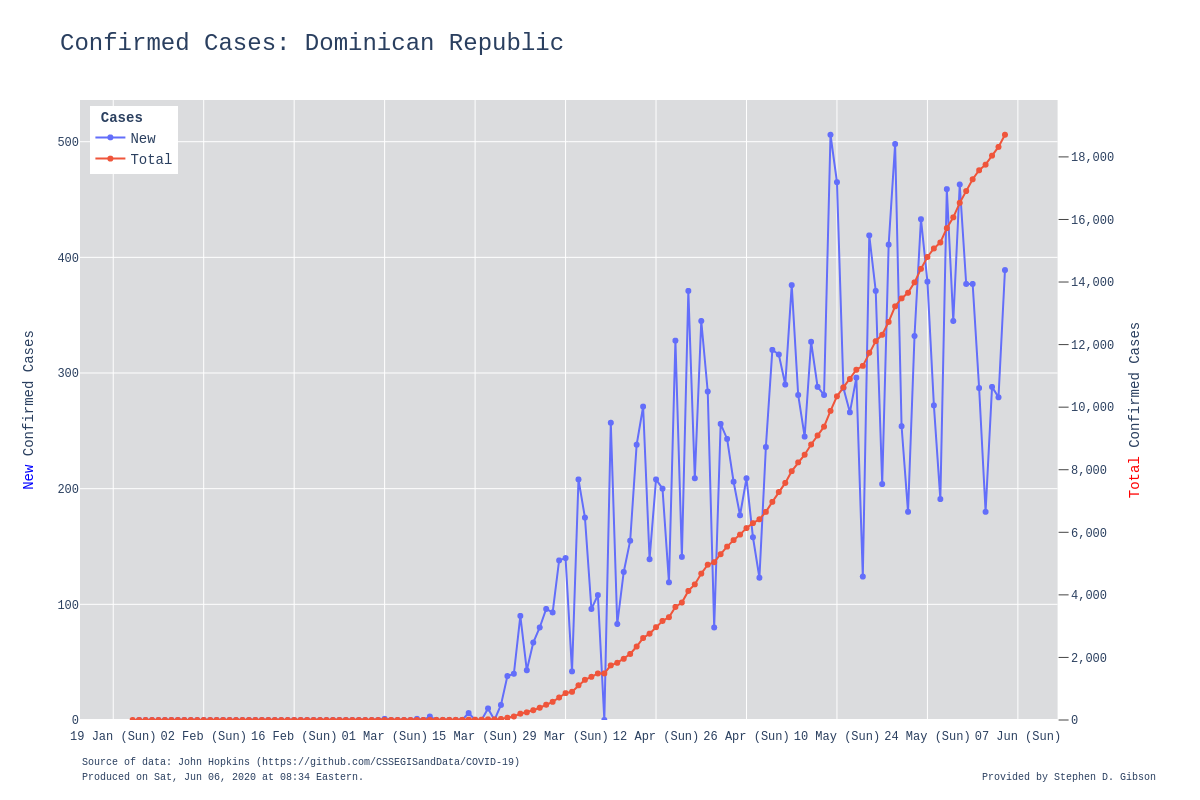 Confirmed Cases: Dominican Republic
Cases
New
Total
500
400
300
200
100
0
18,000
16,000
14,000
12,000
10,000
8,000
6,000
4,000
2,000
0
New Confirmed Cases
Total Confirmed Cases
19 Jan (Sun) 02 Feb (Sun) 16 Feb (Sun) 01 Mar (Sun) 15 Mar (Sun) 29 Mar (Sun) 12 Apr (Sun) 26 Apr (Sun) 10 May (Sun) 24 May (Sun) 07 Jun (Sun)
Source of data: John Hopkins (https://github.com/CSSEGISandData/COVID-19)
Produced on Sat, Jun 06, 2020 at 08:34 Eastern.
Provided by Stephen D. Gibson